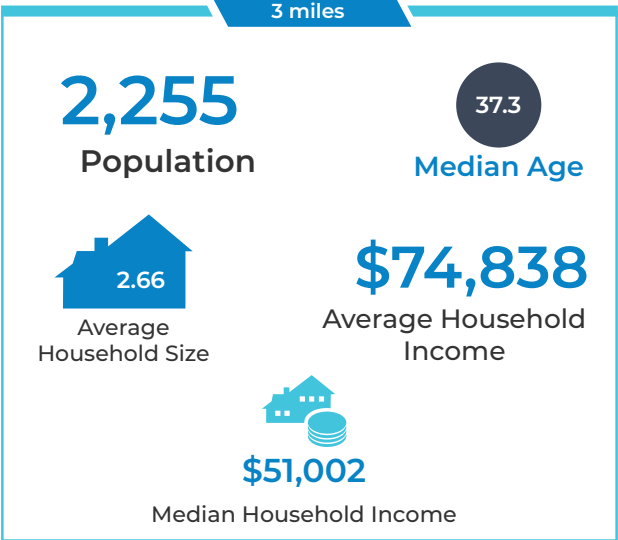 3 miles
2,255
Population
37.3
Median Age
2.66
Average
Household Size
$74,838
Average Household
Income
$51,002
Median Household Income